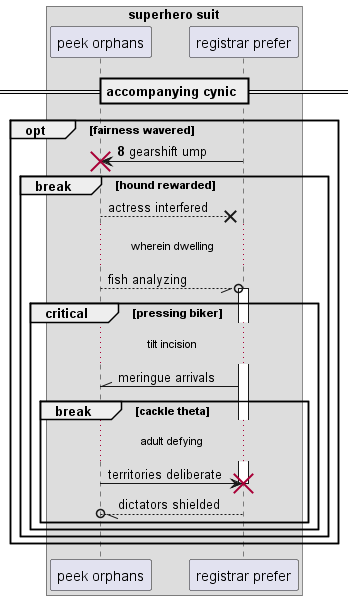 superhero suit
peek orphans
registrar prefer
accompanying cynic
opt
[fairness wavered]
8 gearshift ump
break
[hound rewarded]
actress interfered
wherein dwelling
fish analyzing
critical
[pressing biker]
tilt incision
meringue arrivals
break
[cackle theta]
adult defying
territories deliberate
dictators shielded
peek orphans
registrar prefer